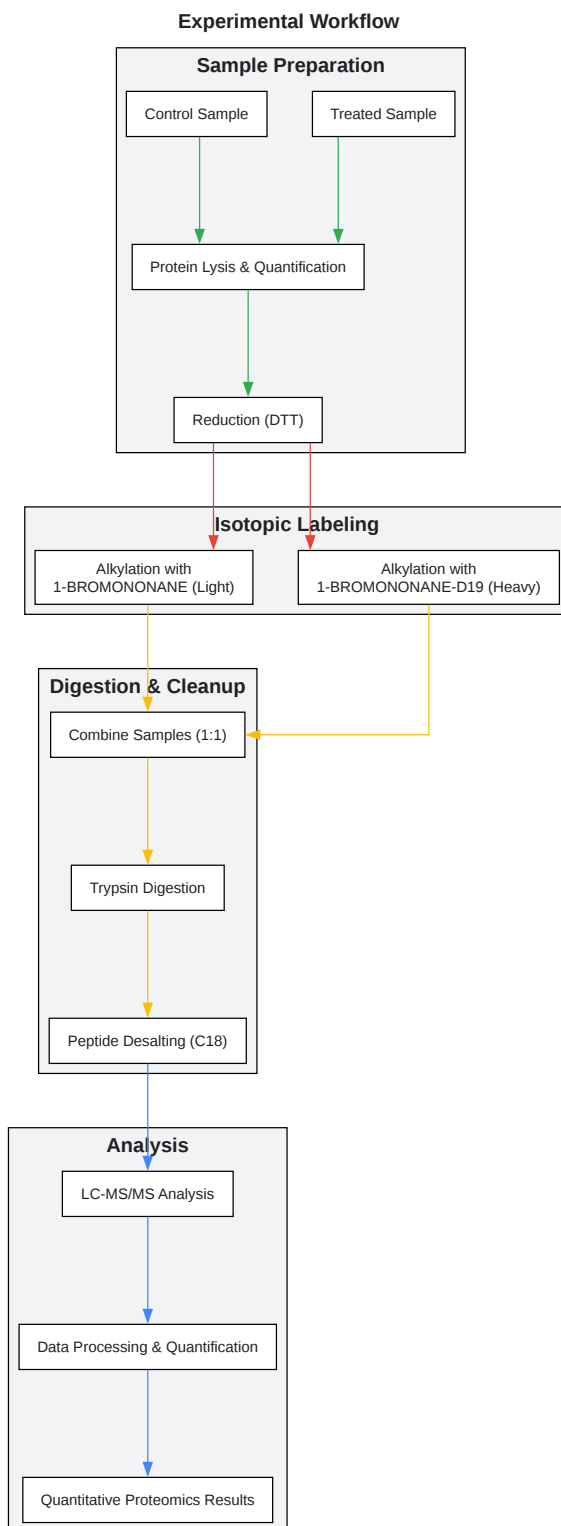 Experimental Workflow
Sample Preparation
Control Sample
Treated Sample
Protein Lysis & Quantification
Reduction (DTT)
Isotopic Labeling
Alkylation with
1-BROMONONANE (Light)
Alkylation with
1-BROMONONANE-D19 (Heavy)
Digestion & Cleanup
Combine Samples (1:1)
Trypsin Digestion
Peptide Desalting (C18)
Analysis
LC-MS/MS Analysis
Data Processing & Quantification
Quantitative Proteomics Results